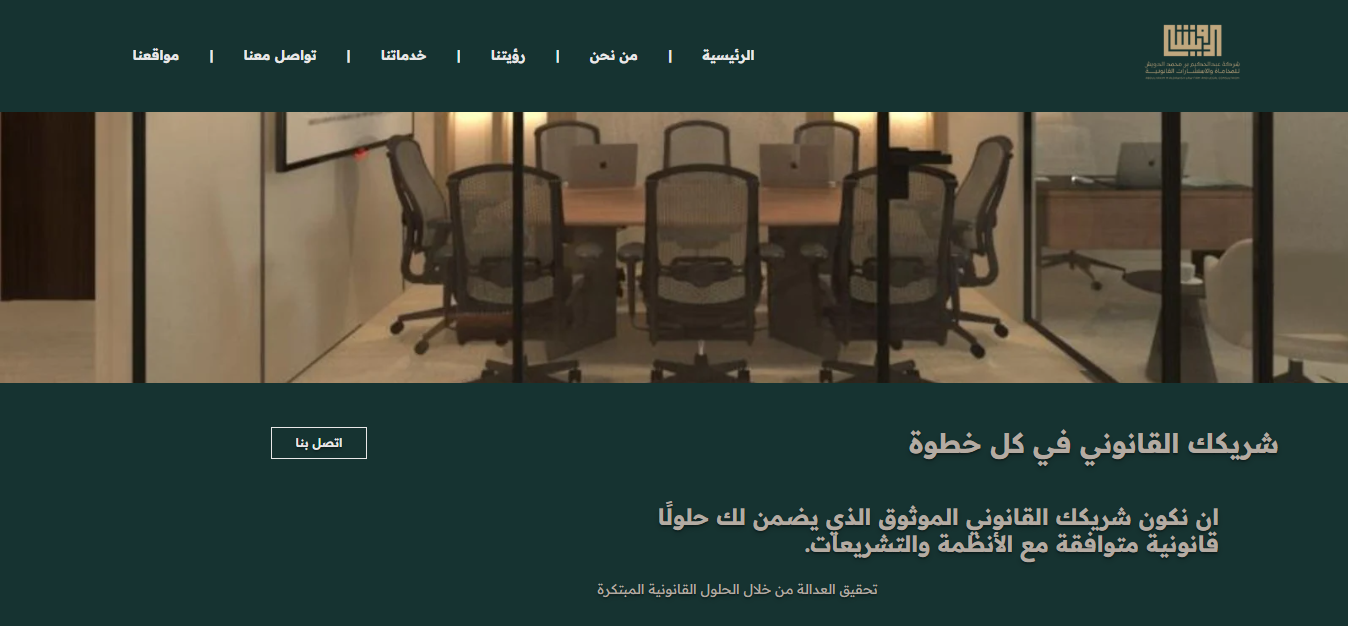 شركة عبدالحكيم بن محمد الدويش
للمحاماة والاستشارات القانونية
الرئيسية | من نحن | رؤيتنا | خدماتنا | تواصل معنا | مواقعنا
شريكك القانوني في كل خطوة
اتصل بنا
ان نكون شريكك القانوني الموثوق الذي يضمن لك حلولًا
قانونية متوافقة مع الأنظمة والتشريعات.
تحقيق العدالة من خلال الحلول القانونية المبتكرة